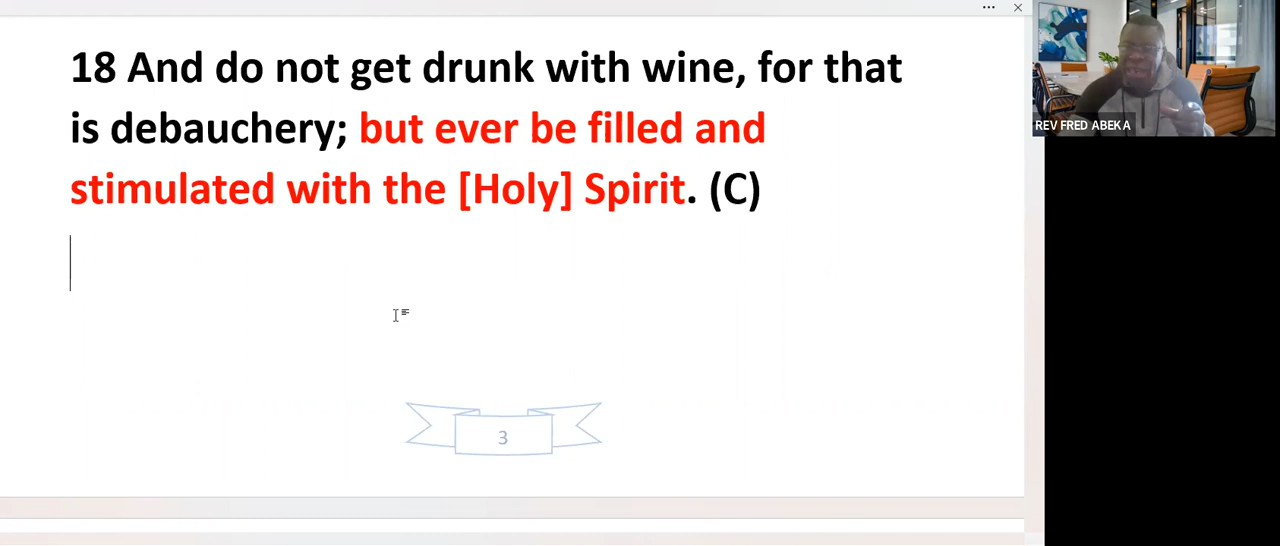 18 And do not get drunk with wine, for that
is debauchery; but ever be filled and
stimulated with the [Holy] Spirit. (C)
3
REV FRED ABEKA